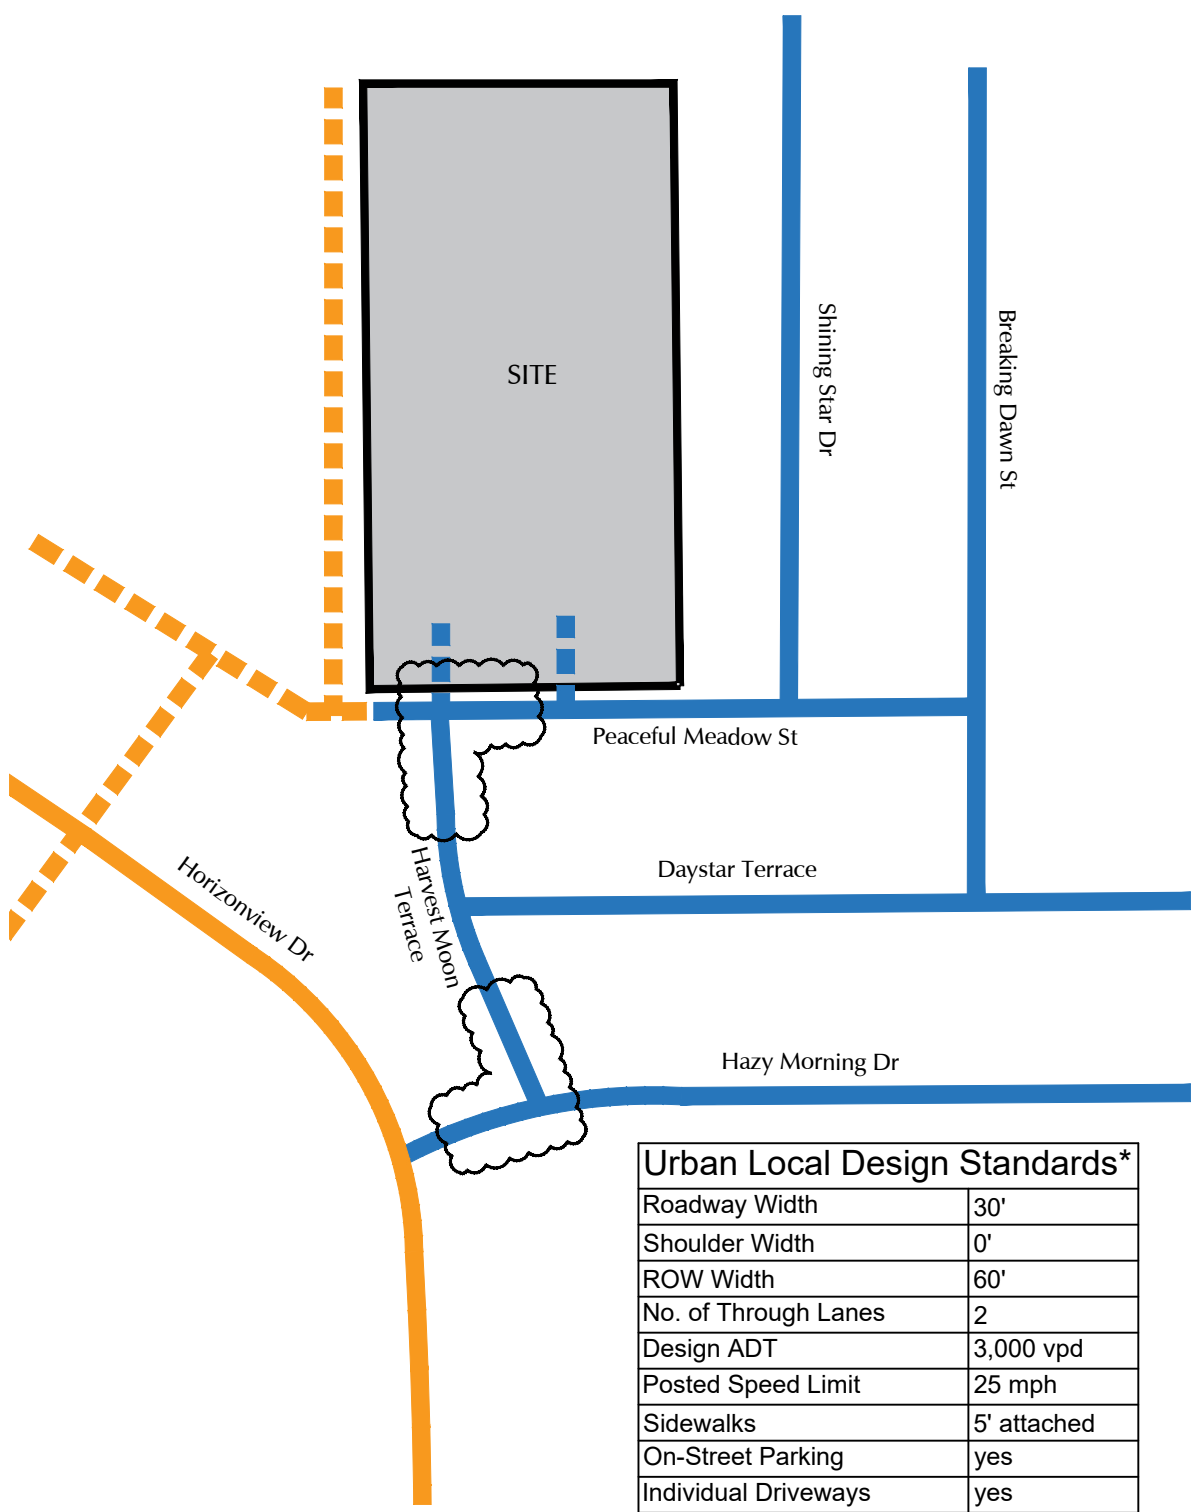 SITE
Shining Star Dr
Breaking Dawn St
Peaceful Meadow St
Daystar Terrace
Harvest Moon
Terrace
Horizonview Dr
Hazy Morning Dr
Urban Local Design Standards*
Roadway Width 30'
Shoulder Width 0'
ROW Width 60'
No. of Through Lanes 2
Design ADT 3,000 vpd
Posted Speed Limit 25 mph
Sidewalks 5' attached
On-Street Parking yes
Individual Driveways yes